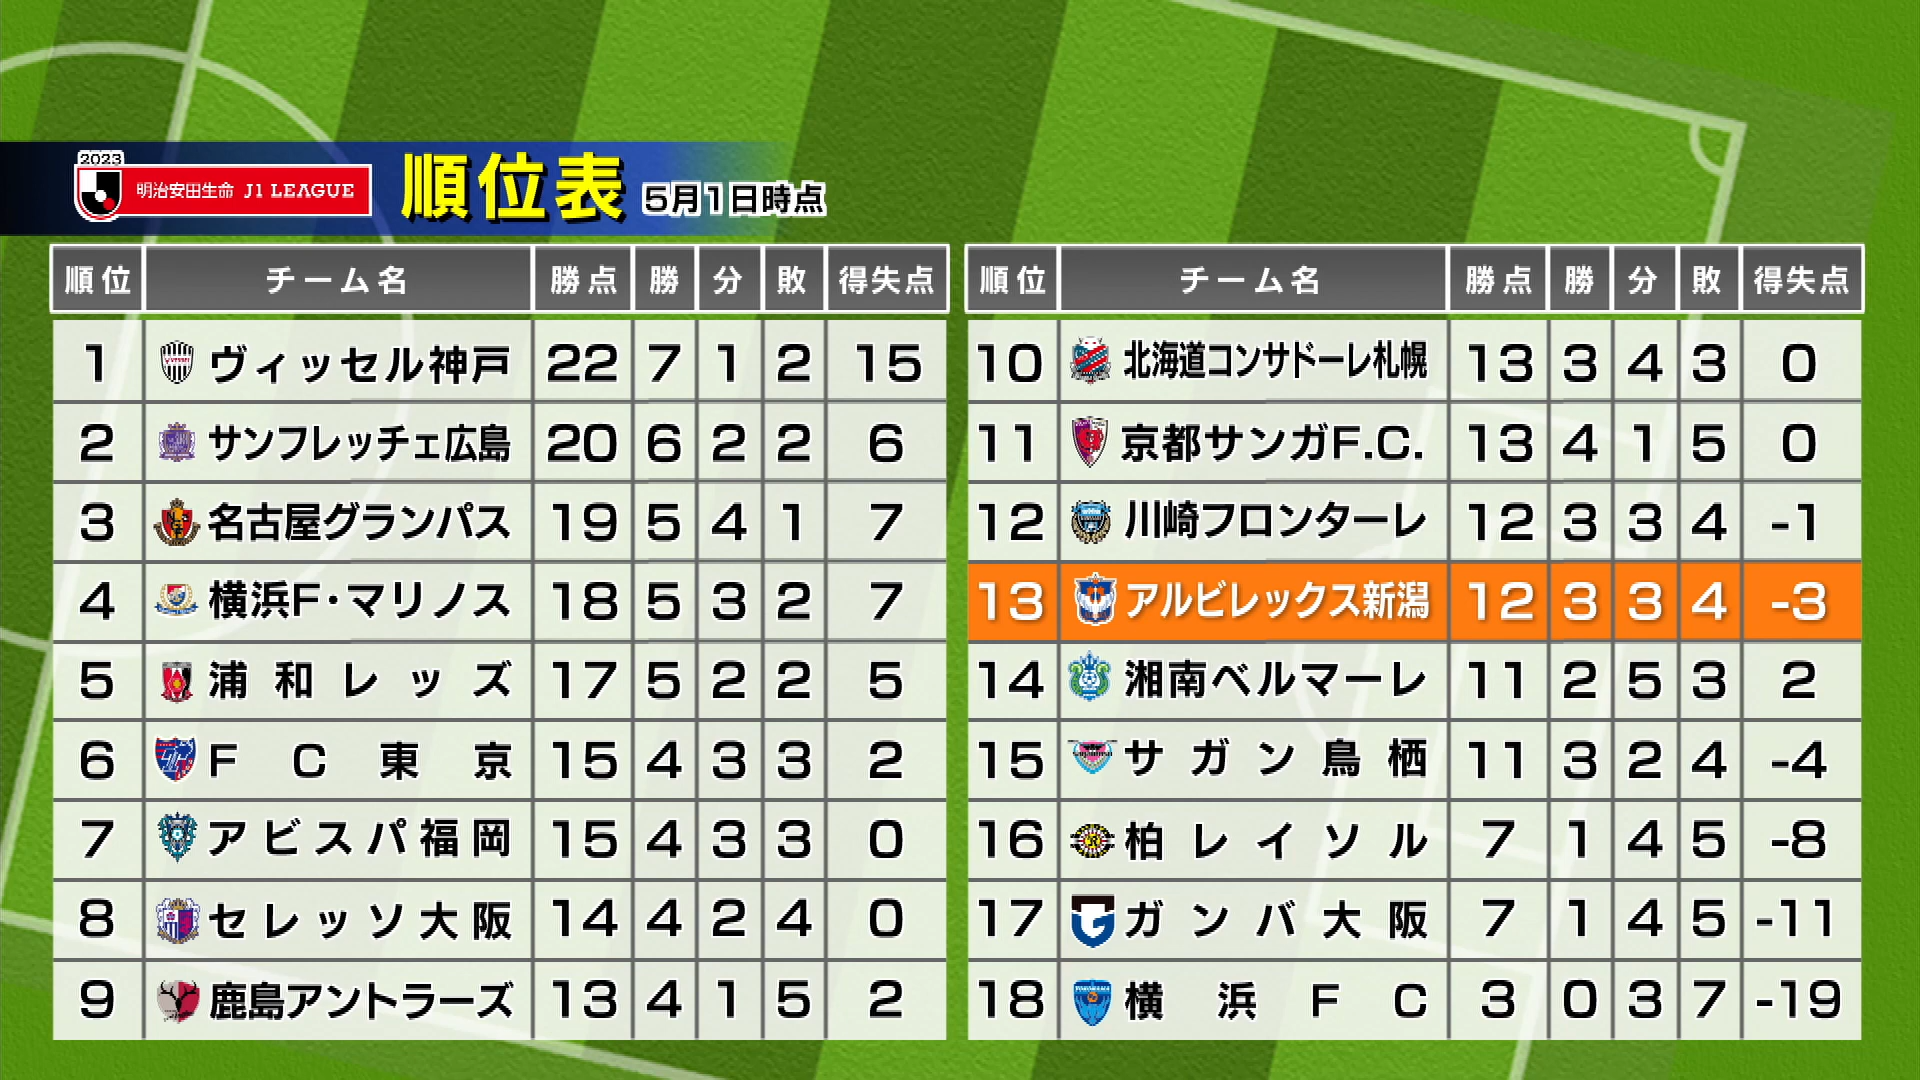 2023
明治安田生命 J1 LEAGUE
順位表 5月1日時点
順位 チーム名 勝点 勝 分 敗 得失点
1 ヴィッセル神戸 22 7 1 2 15
2 サンフレッチェ広島 20 6 2 2 6
3 名古屋グランパス 19 5 4 1 7
4 横浜F・マリノス 18 5 3 2 7
5 浦和レッズ 17 5 2 2 5
6 FC東京 15 4 3 3 2
7 アビスパ福岡 15 4 3 3 0
8 セレッソ大阪 14 4 2 4 0
9 鹿島アントラーズ 13 4 1 5 2
順位 チーム名 勝点 勝 分 敗 得失点
10 北海道コンサドーレ札幌 13 3 4 3 0
11 京都サンガF.C. 13 4 1 5 0
12 川崎フロンターレ 12 3 3 4 -1
13 アルビレックス新潟 12 3 3 4 -3
14 湘南ベルマーレ 11 2 5 3 2
15 サガン鳥栖 11 3 2 4 -4
16 柏レイソル 7 1 4 5 -8
17 ガンバ大阪 7 1 4 5 -11
18 横浜FC 3 0 3 7 -19